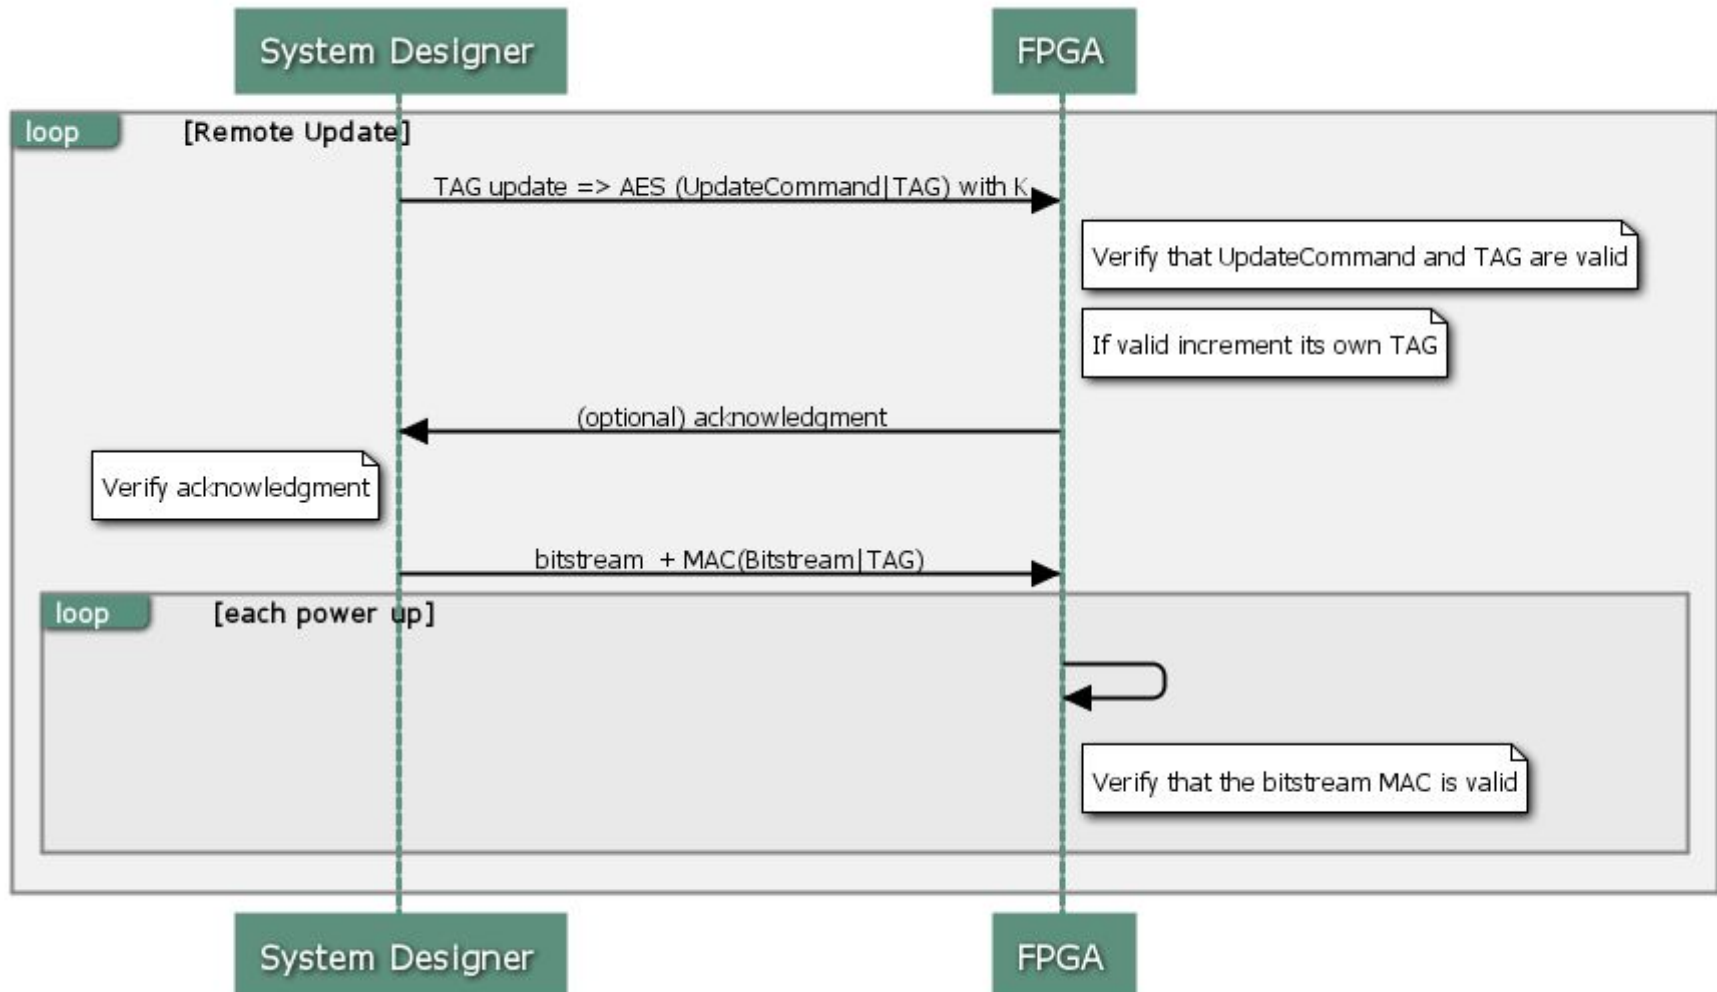 System Designer
FPGA
loop
[Remote Update]
TAG update => AES (UpdateCommand|TAG) with K
Verify that UpdateCommand and TAG are valid
If valid increment its own TAG
(optional) acknowledgment
Verify acknowledgment
bitstream + MAC(Bitstream|TAG)
loop
[each power up]
Verify that the bitstream MAC is valid
System Designer
FPGA